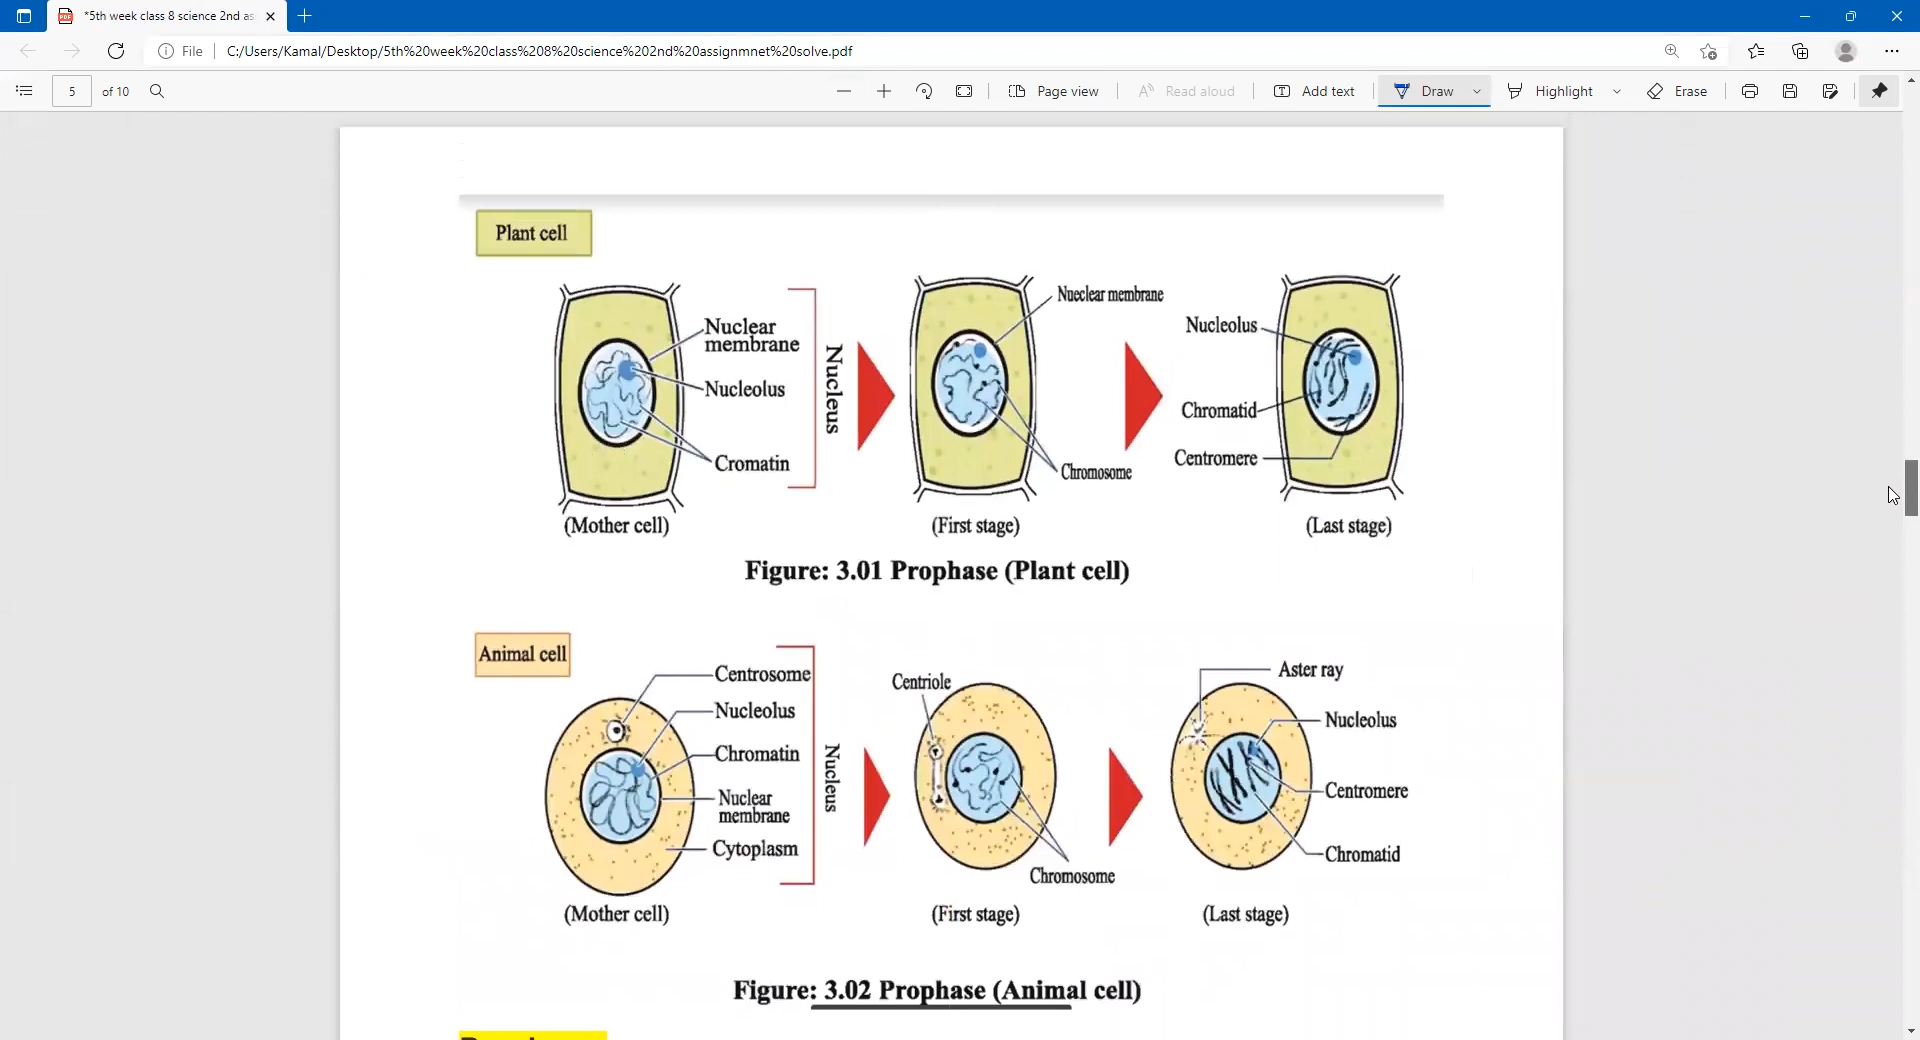 *5th week class 8 science 2nd as
File
C:/Users/Kamal/Desktop/5th%20week%20class%208%20science%202nd%20assignmnet%20solve.pdf
5 of 10
Page view
Read aloud
Add text
Draw
Highlight
Erase
Plant cell
Nuclear
membrane
Nucleolus
Cromatin
Nucleus
(Mother cell)
Nueclear membrane
Chromosome
(First stage)
Nucleolus
Chromatid
Centromere
(Last stage)
Figure: 3.01 Prophase (Plant cell)
Animal cell
Centrosome
Nucleolus
Chromatin
Nuclear
membrane
Cytoplasm
Nucleus
(Mother cell)
Centriole
Chromosome
(First stage)
Aster ray
Nucleolus
Centromere
Chromatid
(Last stage)
Figure: 3.02 Prophase (Animal cell)